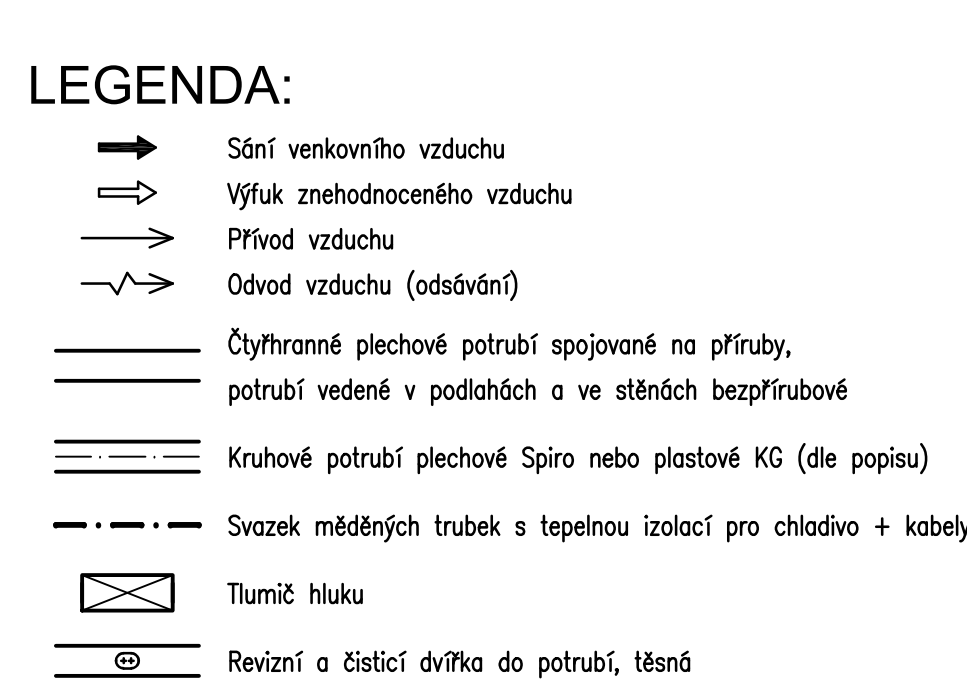 LEGENDA:
Sání venkovního vzduchu
Výfuk znehodnoceného vzduchu
Přívod vzduchu
Odvod vzduchu (odsávání)
Čtyřhranné plechové potrubí spojované na příruby,
potrubí vedené v podlahách a ve stěnách bezpřírubové
Kruhové potrubí plechové Spiro nebo plastové KG (dle popisu)
Svazek měděných trubek s tepelnou izolací pro chladivo + kabely
Tlumič hluku
Revizní a čisticí dvířka do potrubí, těsná